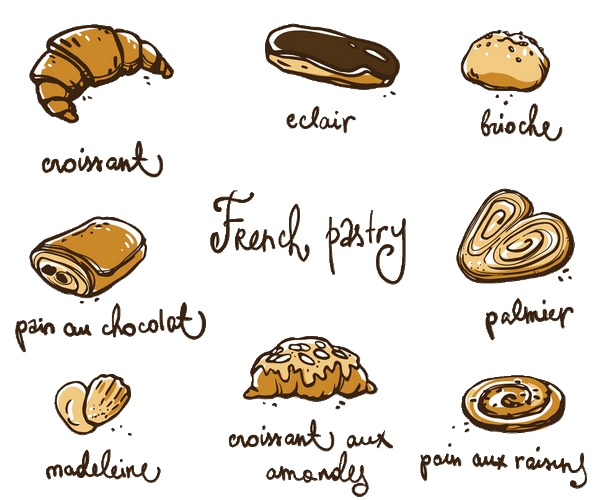 eclair
brioche
croissant
French pastry
pain au chocolat
palmier
croissant aux
amandes
madeleine
pain aux raisins